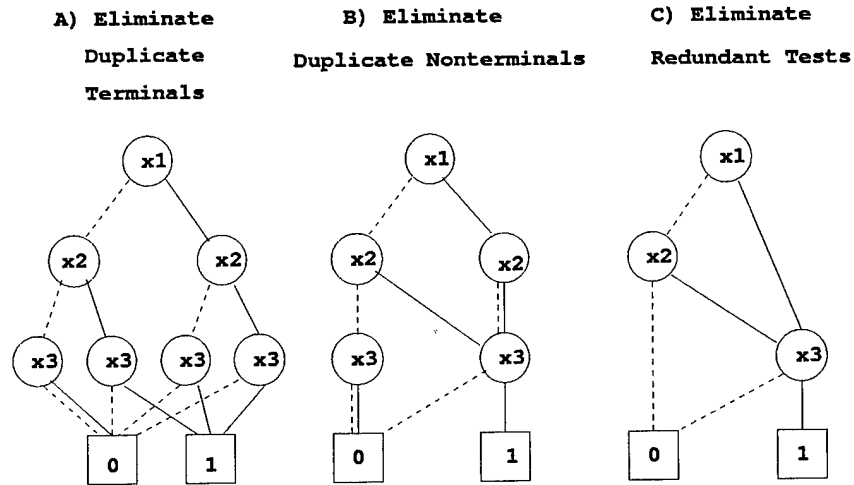 A) Eliminate
Duplicate
Terminals
B) Eliminate
Duplicate Nonterminals
C) Eliminate
Redundant Tests
x1
x2
x2
x3
x3
x3
x3
0
1
x1
x2
x2
x3
x3
0
1
x1
x2
x3
0
1